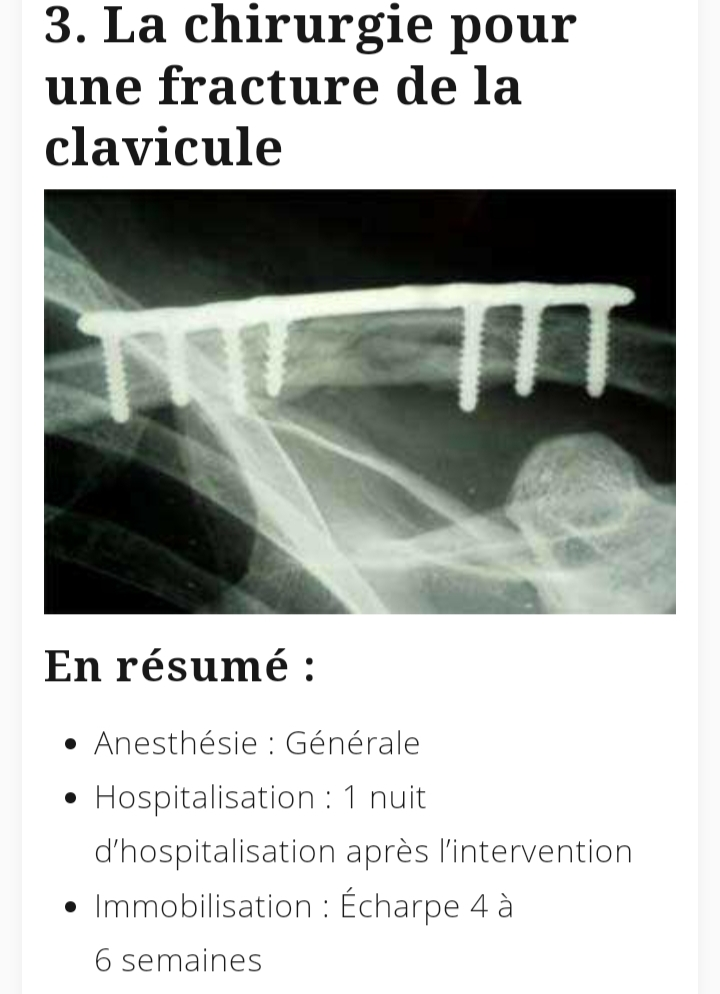 3. La chirurgie pour
une fracture de la
clavicule
En résumé :
• Anesthésie : Générale
• Hospitalisation : 1 nuit
d’hospitalisation après l’intervention
• Immobilisation : Écharpe 4 à
6 semaines